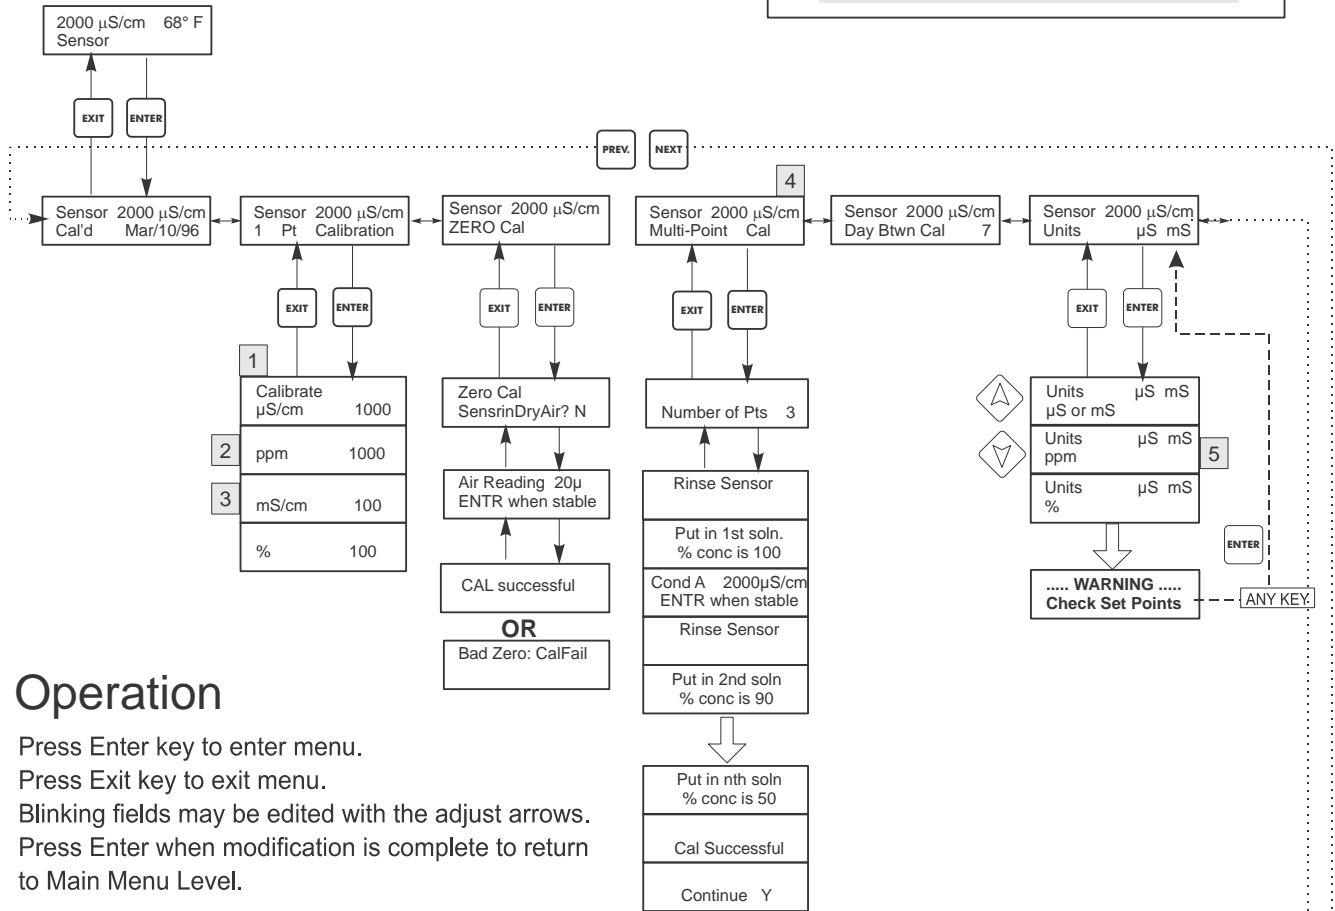 2000 µS/cm 68° F
Sensor
EXIT
ENTER
PREV.
NEXT
Sensor 2000 µS/cm
Cal'd Mar/10/96
Sensor 2000 µS/cm
1 Pt Calibration
Sensor 2000 µS/cm
ZERO Cal
4
Sensor 2000 µS/cm
Multi-Point Cal
Sensor 2000 µS/cm
Day Btwn Cal 7
Sensor 2000 µS/cm
Units µS mS
EXIT
ENTER
EXIT
ENTER
EXIT
ENTER
EXIT
ENTER
1
Calibrate
µS/cm 1000
2
ppm 1000
3
mS/cm 100
% 100
Zero Cal
SensrinDryAir? N
Air Reading 20µ
ENTR when stable
CAL successful
OR
Bad Zero: CalFail
Number of Pts 3
Rinse Sensor
Put in 1st soln.
% conc is 100
Cond A 2000µS/cm
ENTR when stable
Rinse Sensor
Put in 2nd soln
% conc is 90
Put in nth soln
% conc is 50
Cal Successful
Continue Y
Units µS mS
µS or mS
Units µS mS
ppm
5
Units µS mS
%
ENTER
..... WARNING .....
Check Set Points
ANY KEY
Operation
Press Enter key to enter menu.
Press Exit key to exit menu.
Blinking fields may be edited with the adjust arrows.
Press Enter when modification is complete to return
to Main Menu Level.